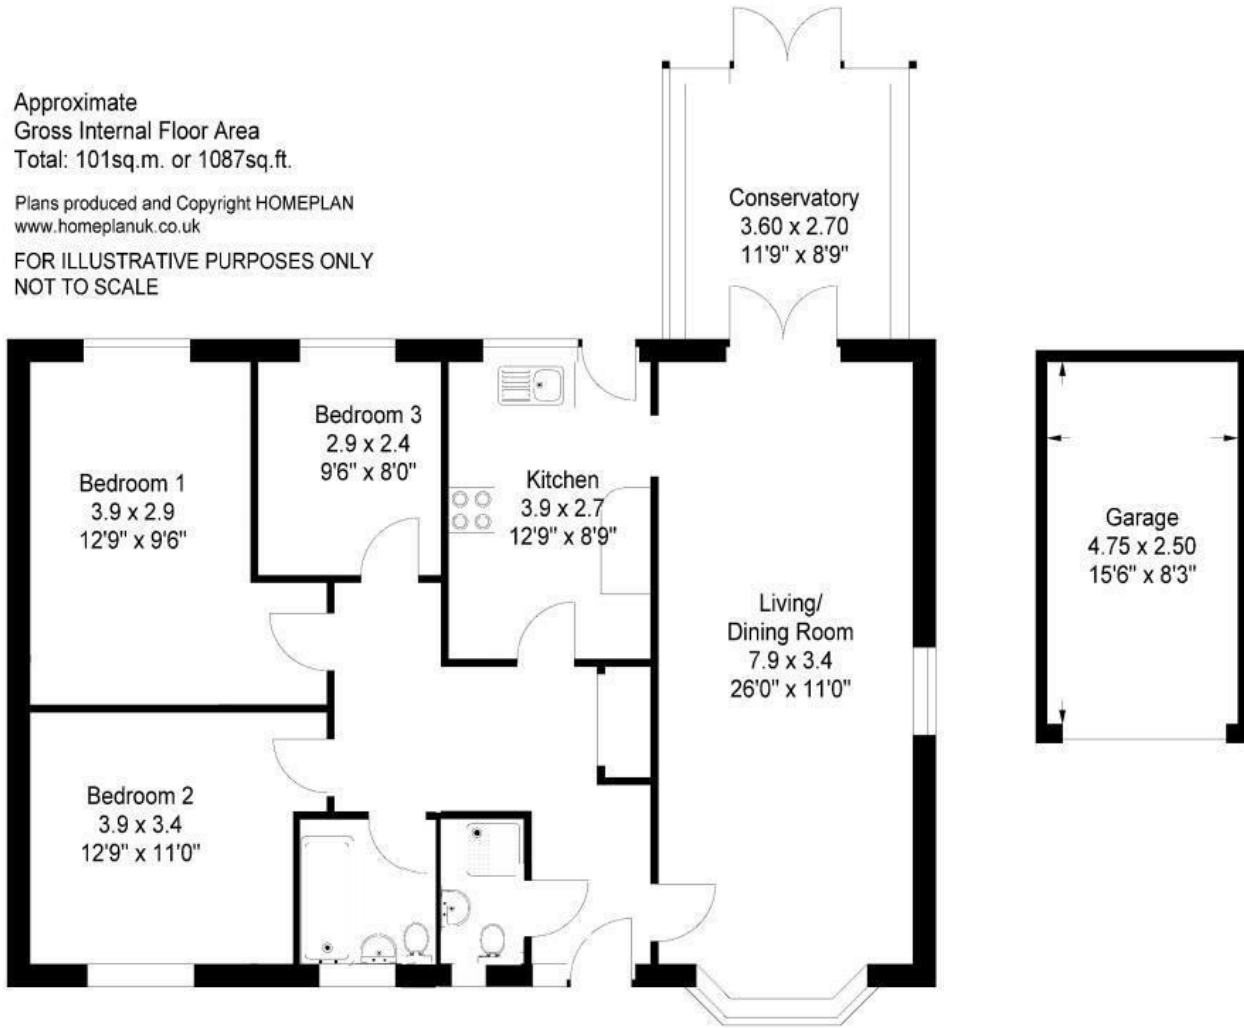 Approximate
Gross Internal Floor Area
Total: 101sq.m. or 1087sq.ft.
Plans produced and Copyright HOMEPLAN
www.homeplanuk.co.uk
FOR ILLUSTRATIVE PURPOSES ONLY
NOT TO SCALE
Conservatory
3.60 x 2.70
11'9" x 8'9"
Bedroom 1
3.9 x 2.9
12'9" x 9'6"
Bedroom 3
2.9 x 2.4
9'6" x 8'0"
Kitchen
3.9 x 2.7
12'9" x 8'9"
Living/
Dining Room
7.9 x 3.4
26'0" x 11'0"
Garage
4.75 x 2.50
15'6" x 8'3"
Bedroom 2
3.9 x 3.4
12'9" x 11'0"